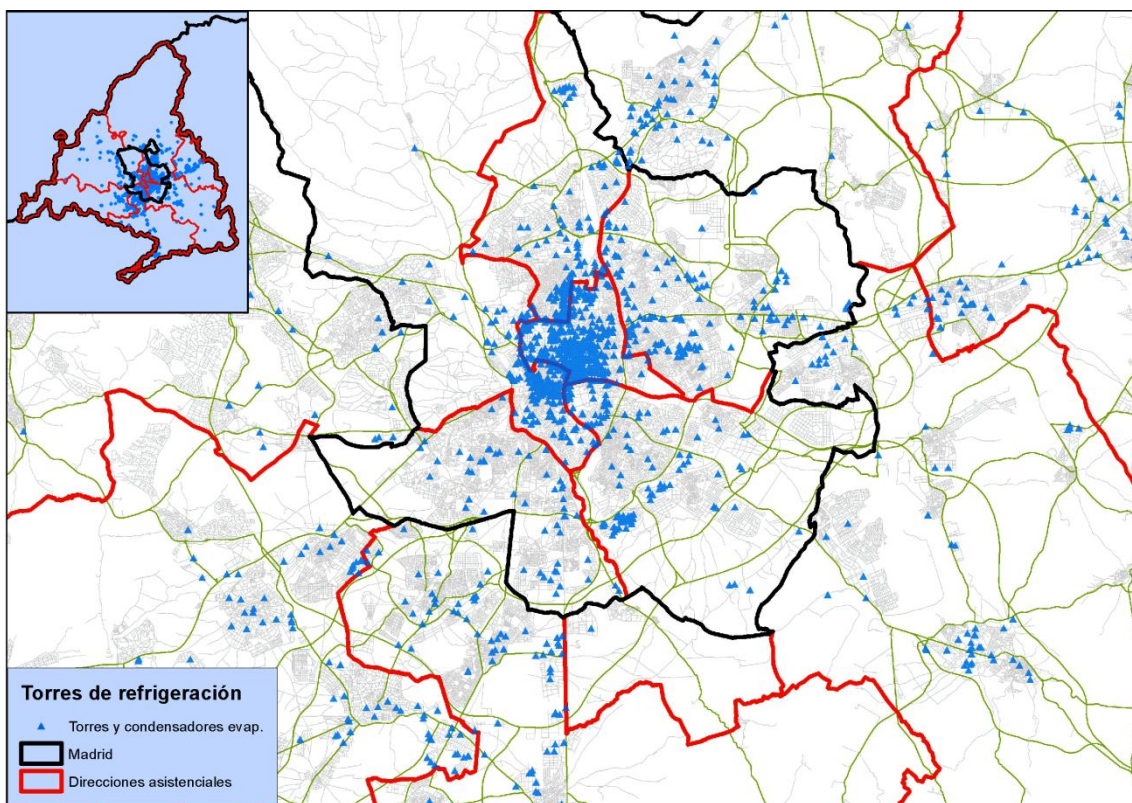 Torres de refrigeración
Torres y condensadores evap.
Madrid
Direcciones asistenciales